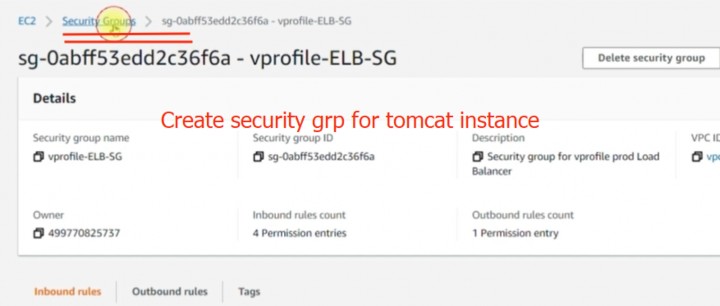 EC2 > Security Groups > sg-0abff53edd2c36f6a - vprofile-ELB-SG
sg-0abff53edd2c36f6a - vprofile-ELB-SG
Delete security group
Details
Create security grp for tomcat instance
Security group name
Security group ID
Description
VPC ID
vprofile-ELB-SG
sg-0abff53edd2c36f6a
Security group for vprofile prod Load
Balancer
Owner
Inbound rules count
Outbound rules count
499770825737
4 Permission entries
1 Permission entry
Inbound rules
Outbound rules
Tags